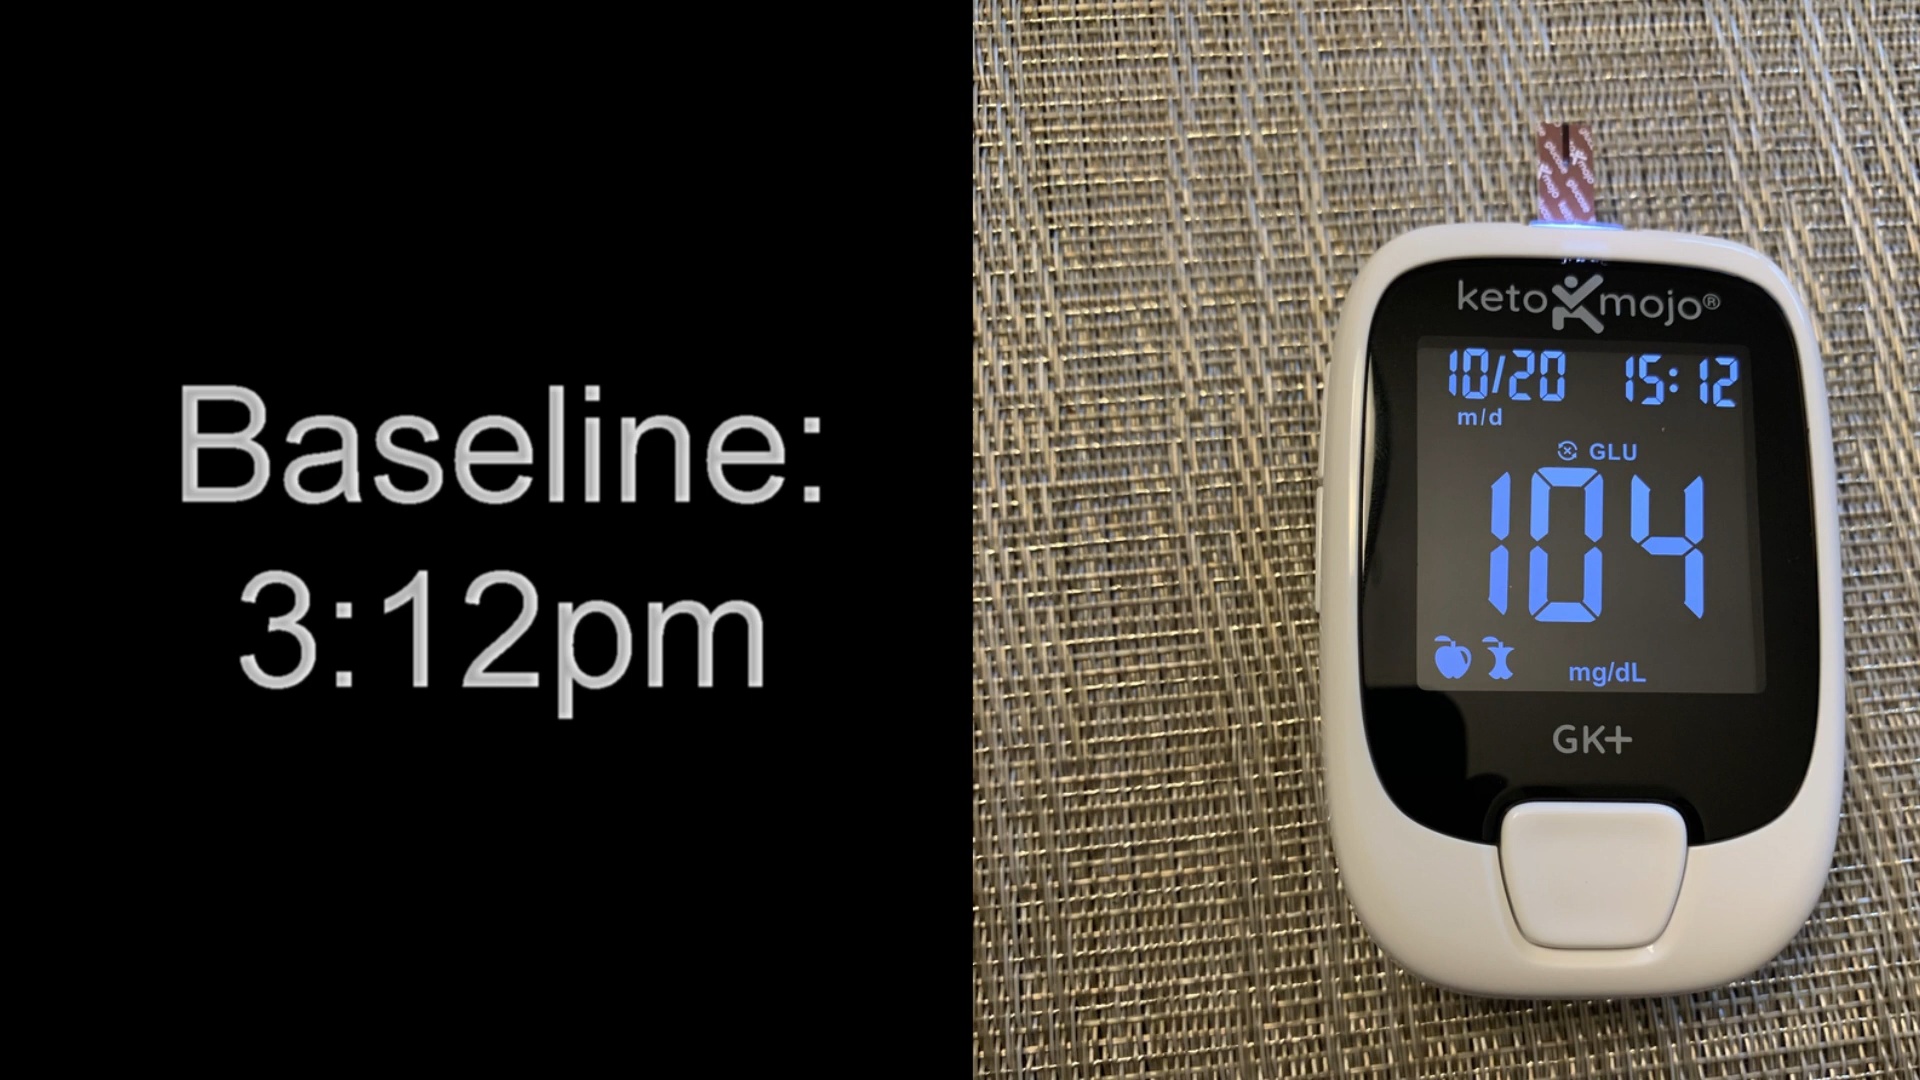 Baseline:
3:12pm
keto mojo®
10/20 15:12
m/d
GLU
104
mg/dL
GK+